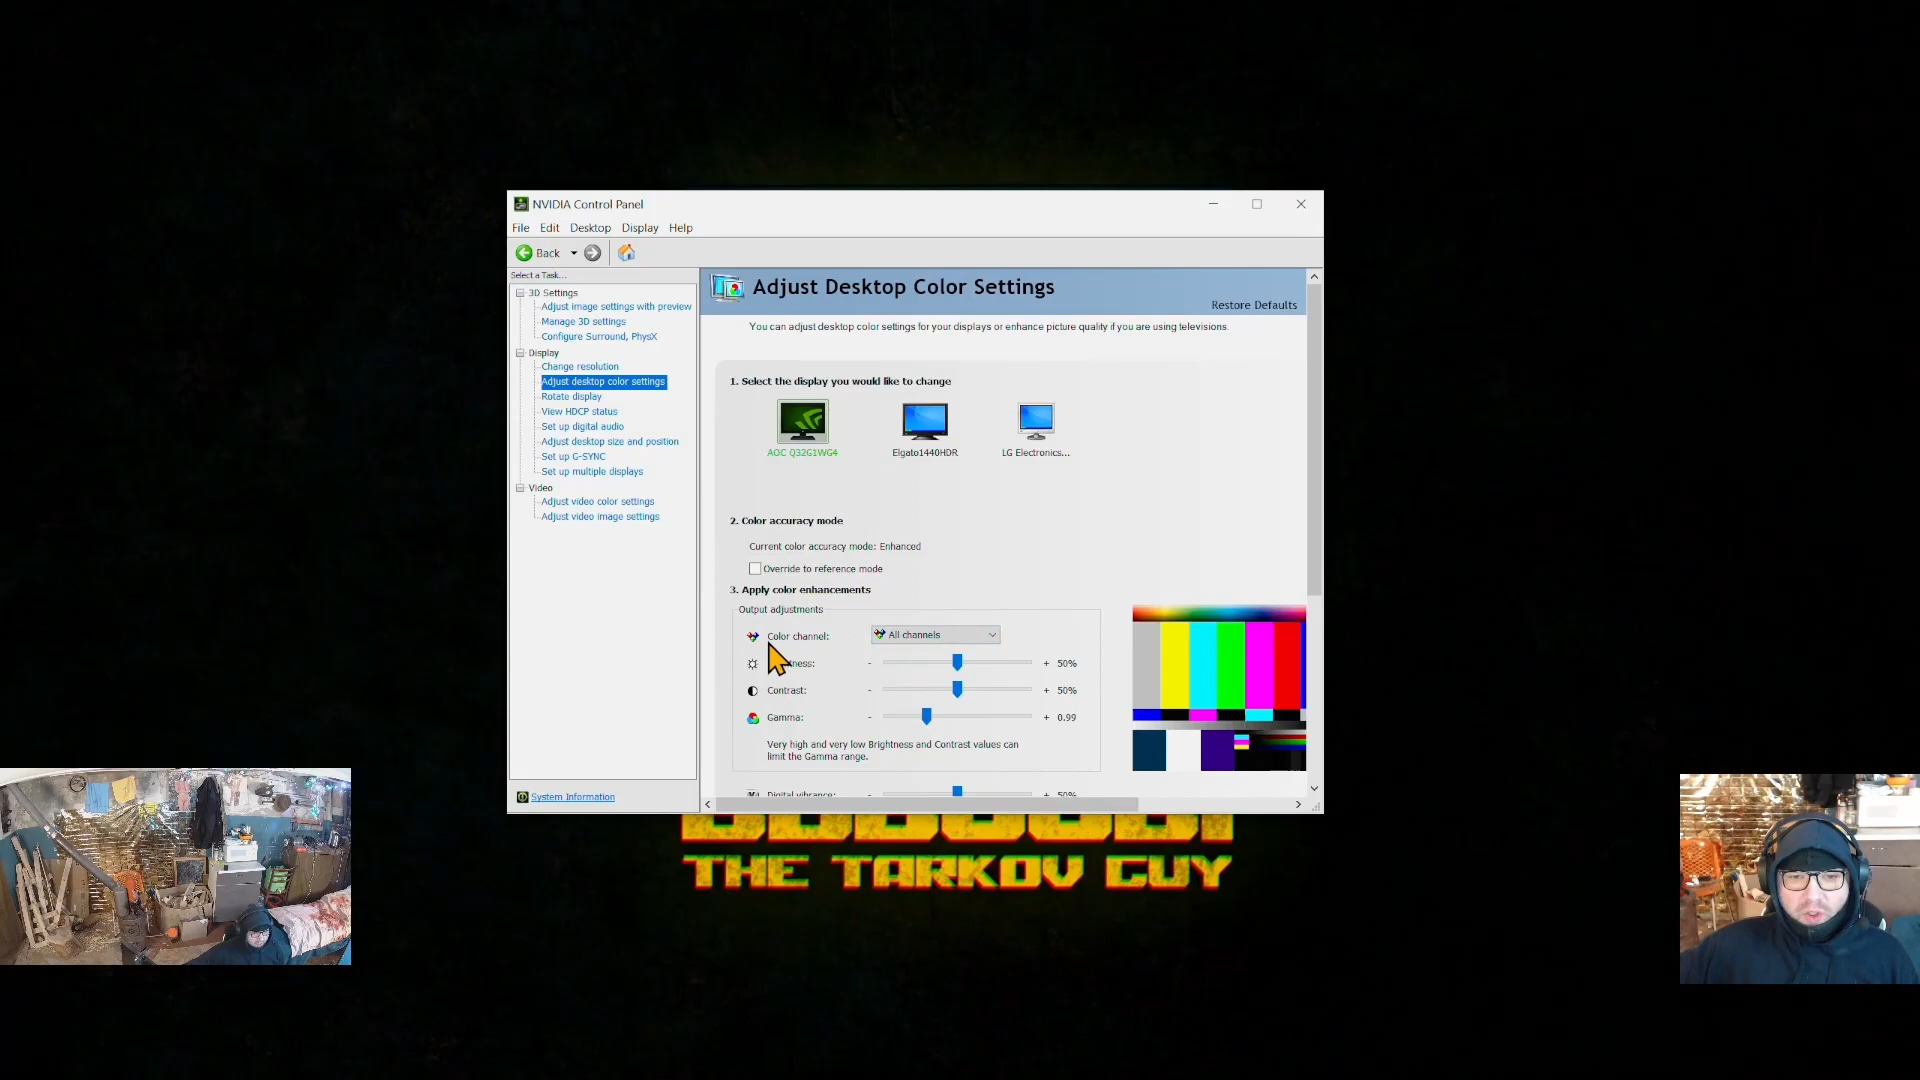 NVIDIA Control Panel
File Edit Desktop Display Help
Back
Select a Task...
3D Settings
Adjust image settings with preview
Manage 3D settings
Configure Surround, PhysX
Display
Change resolution
Adjust desktop color settings
Rotate display
View HDCP status
Set up digital audio
Adjust desktop size and position
Set up G-SYNC
Set up multiple displays
Video
Adjust video color settings
Adjust video image settings
System Information
Adjust Desktop Color Settings
Restore Defaults
You can adjust desktop color settings for your displays or enhance picture quality if you are using televisions.
1. Select the display you would like to change
AOC Q32G1WG4
Elgato1440HDR
LG Electronics...
2. Color accuracy mode
Current color accuracy mode: Enhanced
Override to reference mode
3. Apply color enhancements
Output adjustments
Color channel: All channels
- + 50%
Contrast: - + 50%
Gamma: - + 0.99
Very high and very low Brightness and Contrast values can
limit the Gamma range.
Digital vibrance: - + 50%
THE TARKOV GUY